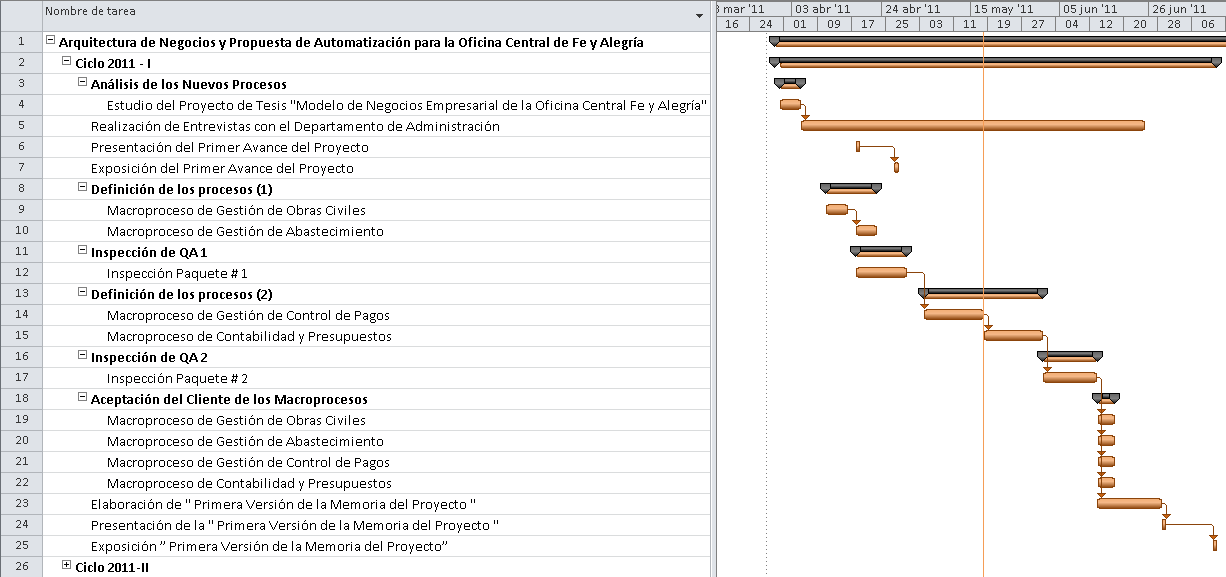 Nombre de tarea
3 mar '11 03 abr '11 24 abr '11 15 may '11 05 jun '11 26 jun '11
16 24 01 09 17 25 03 11 19 27 04 12 20 28 06
1 Arquitectura de Negocios y Propuesta de Automatización para la Oficina Central de Fe y Alegría
2 Ciclo 2011 - I
3 Análisis de los Nuevos Procesos
4 Estudio del Proyecto de Tesis "Modelo de Negocios Empresarial de la Oficina Central Fe y Alegría"
5 Realización de Entrevistas con el Departamento de Administración
6 Presentación del Primer Avance del Proyecto
7 Exposición del Primer Avance del Proyecto
8 Definición de los procesos (1)
9 Macroproceso de Gestión de Obras Civiles
10 Macroproceso de Gestión de Abastecimiento
11 Inspección de QA 1
12 Inspección Paquete # 1
13 Definición de los procesos (2)
14 Macroproceso de Gestión de Control de Pagos
15 Macroproceso de Contabilidad y Presupuestos
16 Inspección de QA 2
17 Inspección Paquete # 2
18 Aceptación del Cliente de los Macroprocesos
19 Macroproceso de Gestión de Obras Civiles
20 Macroproceso de Gestión de Abastecimiento
21 Macroproceso de Gestión de Control de Pagos
22 Macroproceso de Contabilidad y Presupuestos
23 Elaboración de " Primera Versión de la Memoria del Proyecto "
24 Presentación de la " Primera Versión de la Memoria del Proyecto "
25 Exposición ” Primera Versión de la Memoria del Proyecto”
26 Ciclo 2011-II